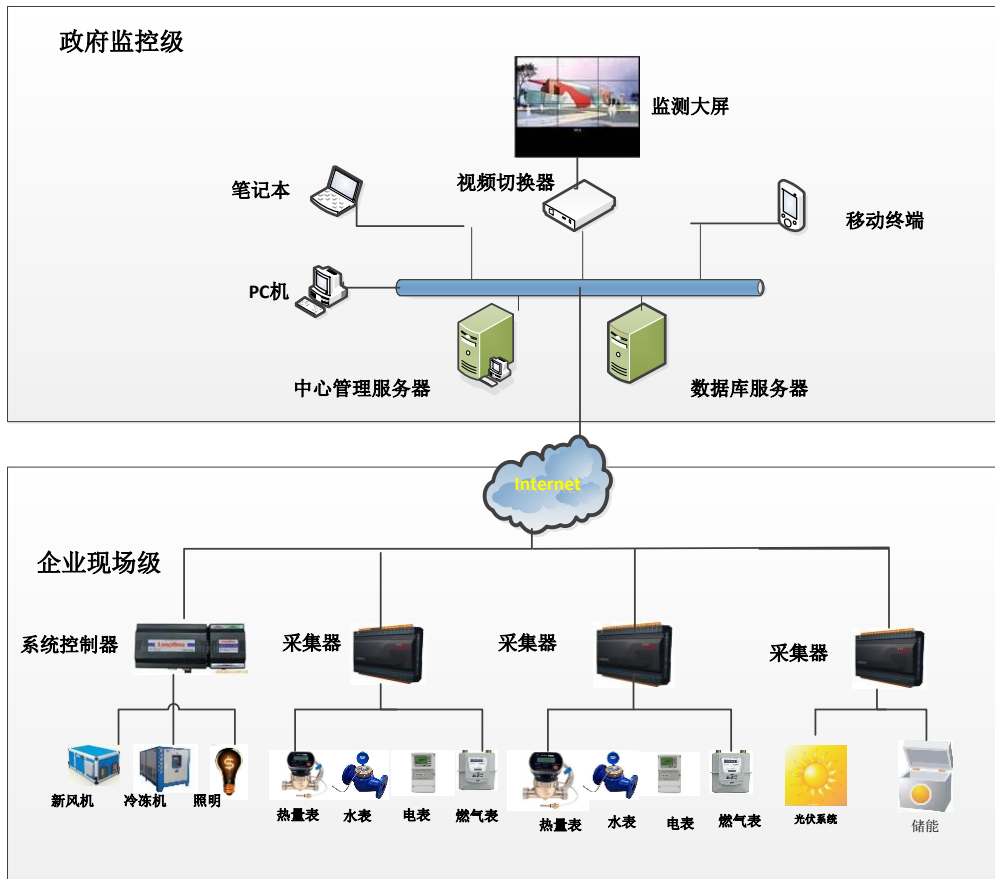 政府监控级
监测大屏
视频切换器
笔记本
移动终端
PC机
中心管理服务器
数据库服务器
Internet
企业现场级
系统控制器
采集器
采集器
采集器
新风机
冷冻机
照明
热量表
水表
电表
燃气表
热量表
水表
电表
燃气表
光伏系统
储能